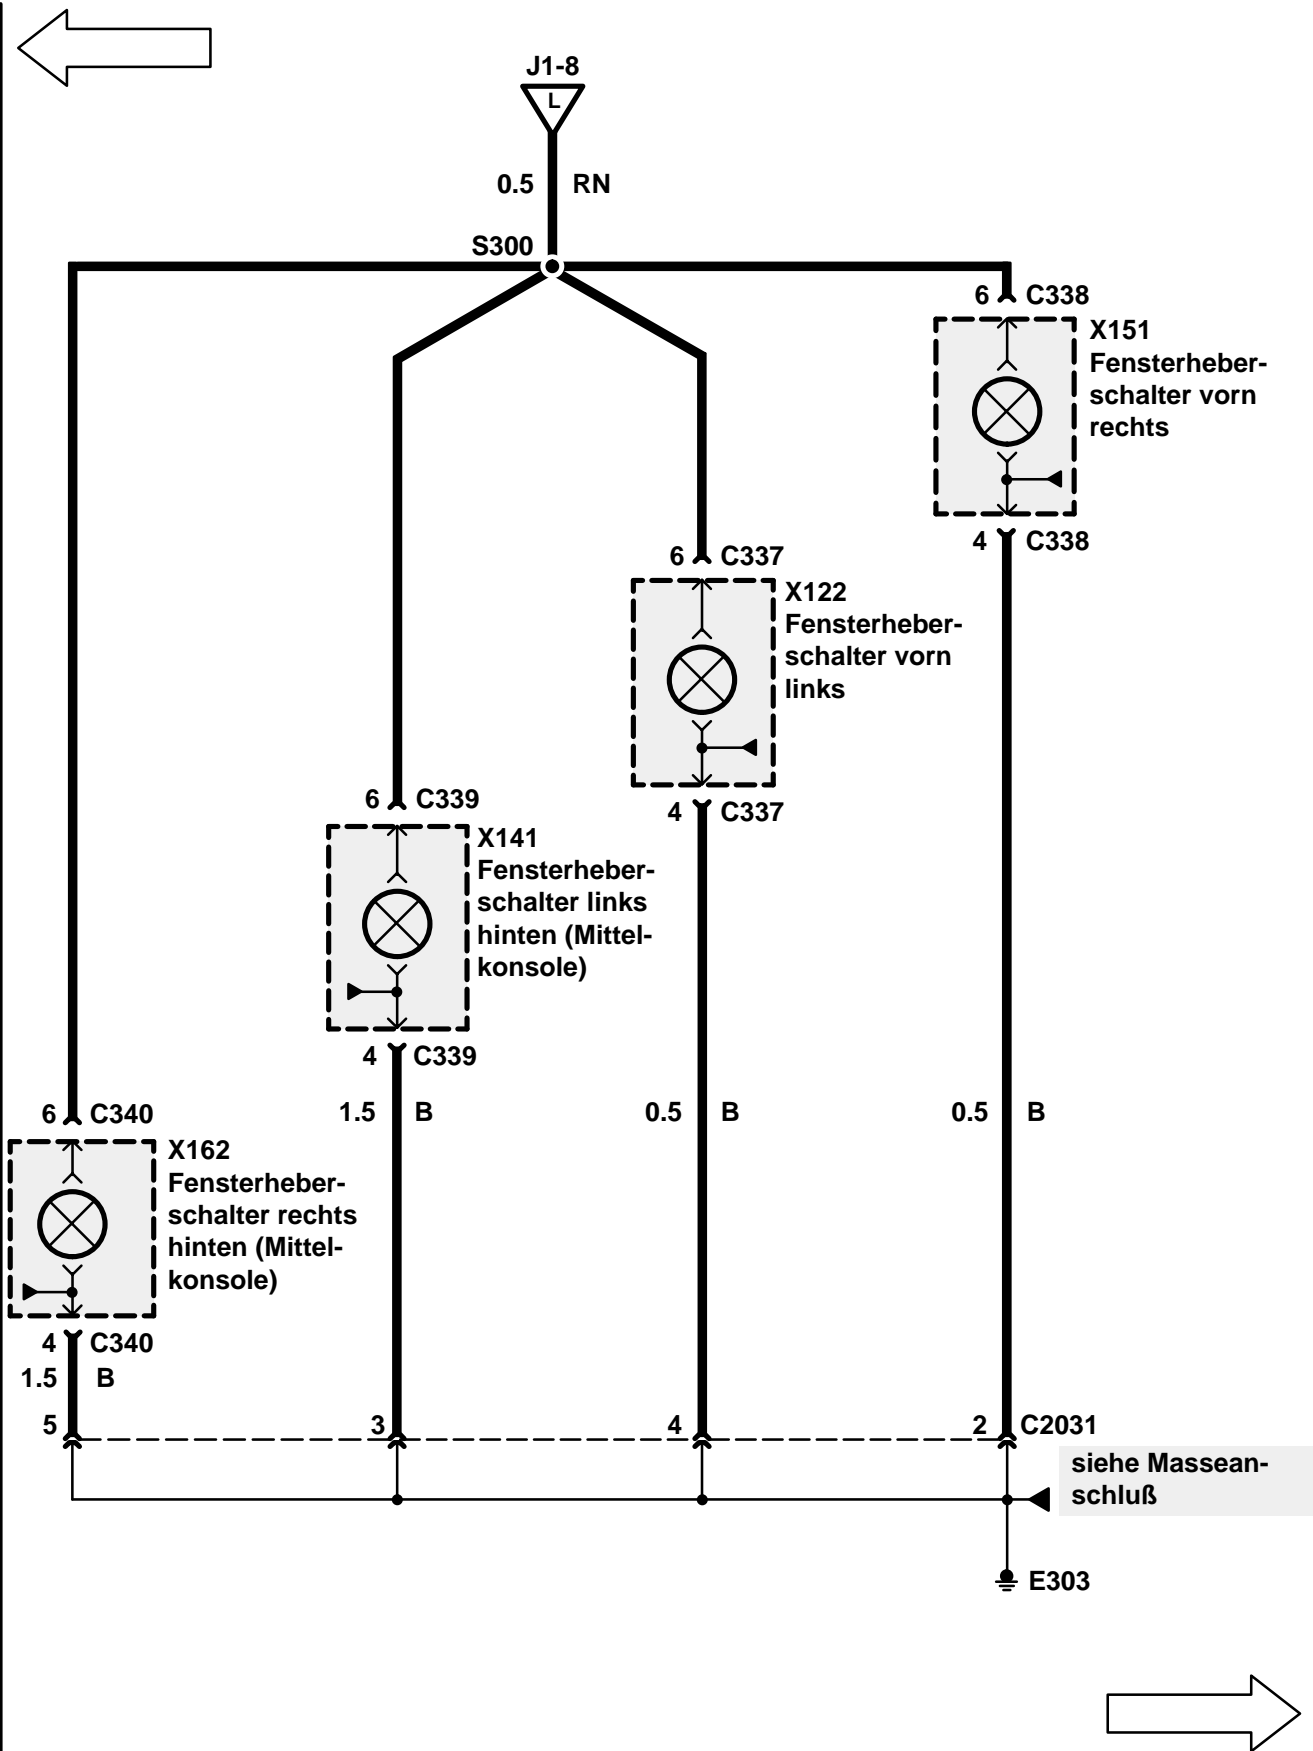 J1-8
L
0.5 RN
S300
6 C338
X151
Fensterheber-
schalter vorn
rechts
4 C338
6 C337
X122
Fensterheber-
schalter vorn
links
4 C337
6 C339
X141
Fensterheber-
schalter links
hinten (Mittel-
konsole)
4 C339
1.5 B
0.5 B
0.5 B
6 C340
X162
Fensterheber-
schalter rechts
hinten (Mittel-
konsole)
4 C340
1.5 B
5 3 4 2 C2031
siehe Massean-
schluß
E303